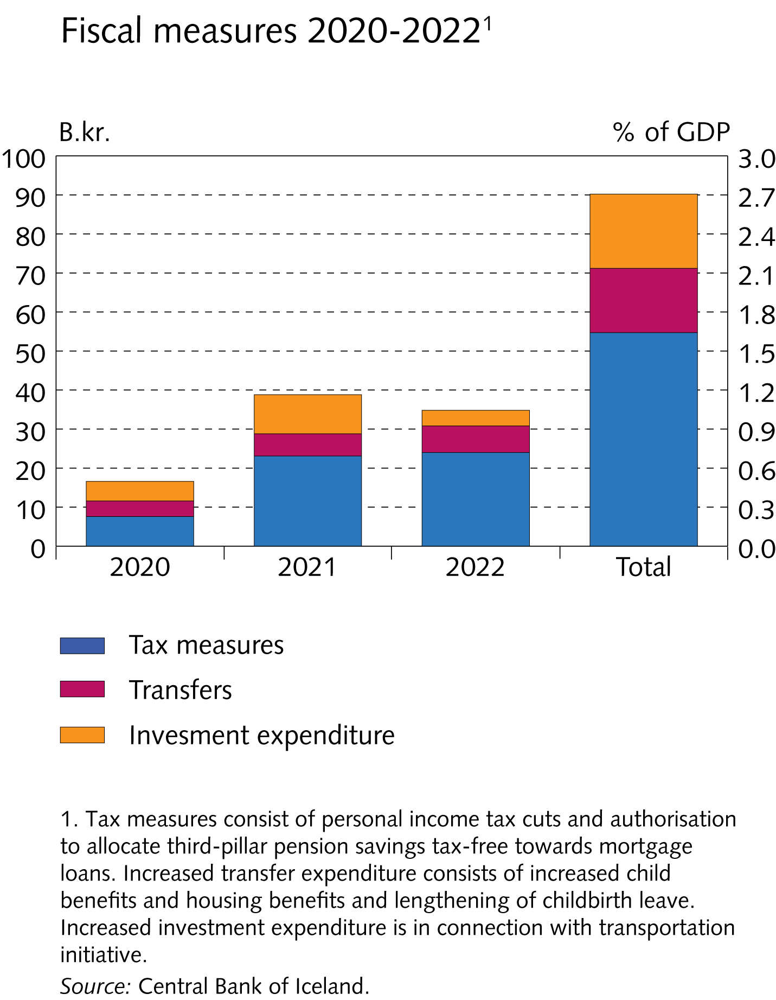 Fiscal measures 2020-2022¹
B.kr.
% of GDP
100
90
80
70
60
50
40
30
20
10
0
3.0
2.7
2.4
2.1
1.8
1.5
1.2
0.9
0.6
0.3
0.0
2020 2021 2022 Total
Tax measures
Transfers
Invesment expenditure
1. Tax measures consist of personal income tax cuts and authorisation
to allocate third-pillar pension savings tax-free towards mortgage
loans. Increased transfer expenditure consists of increased child
benefits and housing benefits and lengthening of childbirth leave.
Increased investment expenditure is in connection with transportation
initiative.
Source: Central Bank of Iceland.